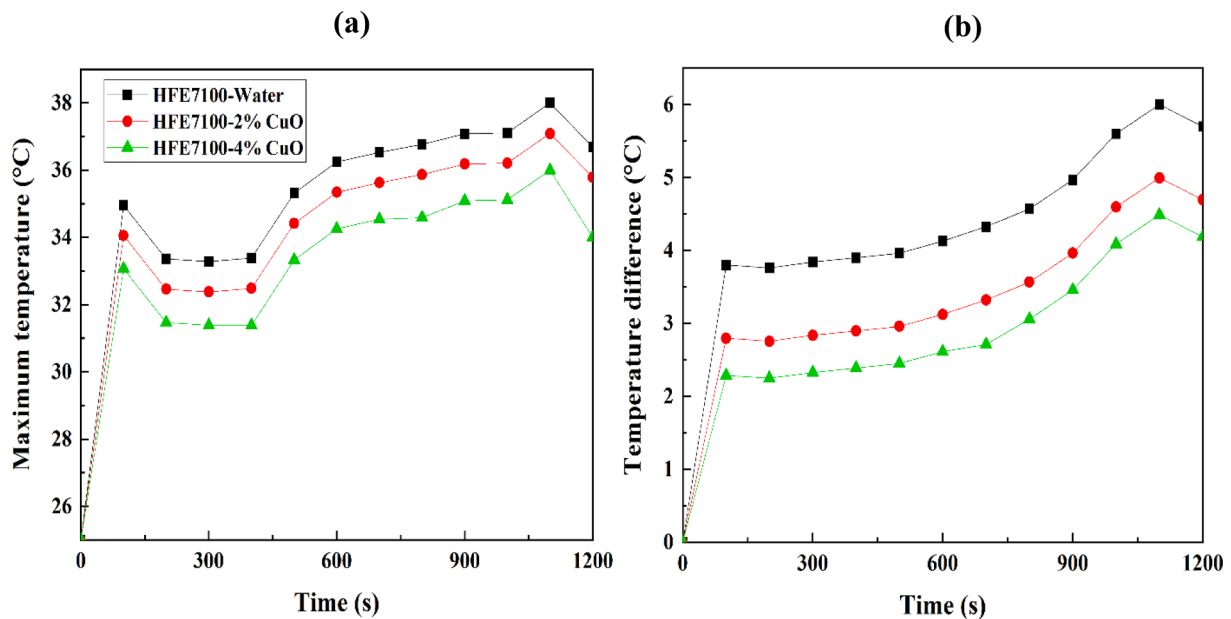 (a)
Maximum temperature (°C)
38
36
34
32
30
28
26
HFE7100-Water
HFE7100-2% CuO
HFE7100-4% CuO
0
300
600
900
1200
Time (s)
(b)
Temperature difference (°C)
6
5
4
3
2
1
0
0
300
600
900
1200
Time (s)